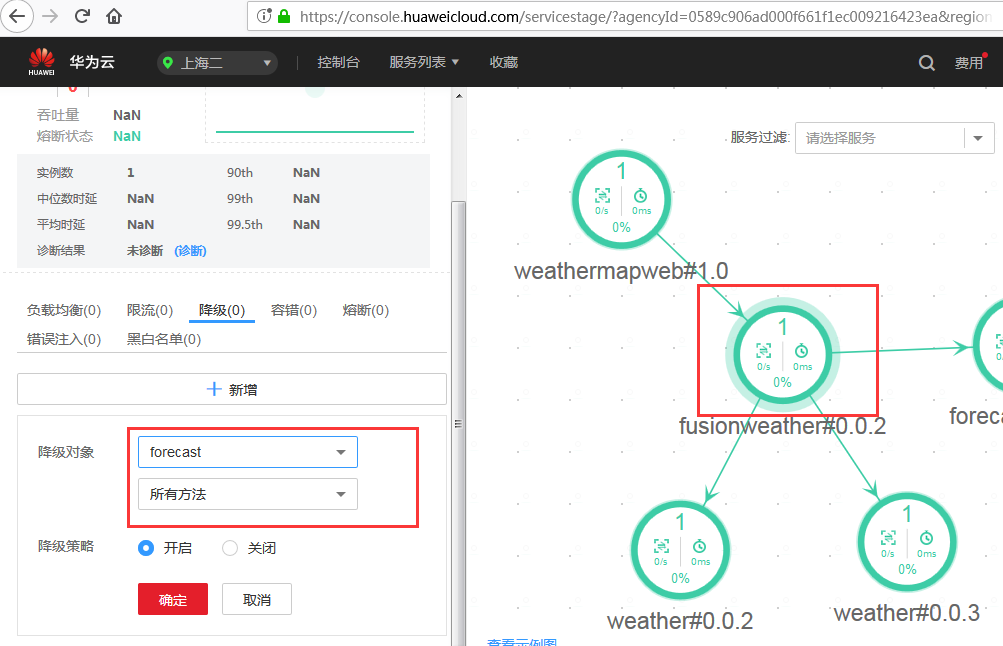 https://console.huaweicloud.com/servicestage/?agencyId=0589c906ad000f661f1ec009216423ea&region
HUAWEI
华为云
上海二
控制台
服务列表
收藏
费用
吞吐量 NaN
熔断状态 NaN
实例数 1 90th NaN
中位数时延 NaN 99th NaN
平均时延 NaN 99.5th NaN
诊断结果 未诊断 (诊断)
负载均衡(0) 限流(0) 降级(0) 容错(0) 熔断(0)
错误注入(0) 黑白名单(0)
新增
降级对象
forecast
所有方法
降级策略 开启 关闭
确定 取消
服务过滤: 请选择服务
1
0/s 0ms
0%
weathermapweb#1.0
1
0/s 0ms
0%
fusionweather#0.0.2
foreca
1
0/s 0ms
0%
weather#0.0.2
1
0/s 0ms
0%
weather#0.0.3
查看示例图